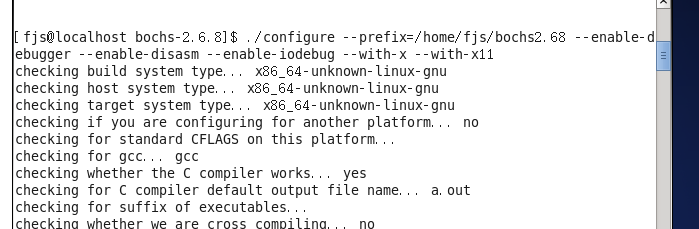 [fjs@localhost bochs-2.6.8]$ ./configure --prefix=/home/fjs/bochs2.68 --enable-d
ebugger --enable-disasm --enable-iodebug --with-x --with-x11
checking build system type... x86_64-unknown-linux-gnu
checking host system type... x86_64-unknown-linux-gnu
checking target system type... x86_64-unknown-linux-gnu
checking if you are configuring for another platform... no
checking for standard CFLAGS on this platform...
checking for gcc... gcc
checking whether the C compiler works... yes
checking for C compiler default output file name... a.out
checking for suffix of executables...
checking whether we are cross compiling... no